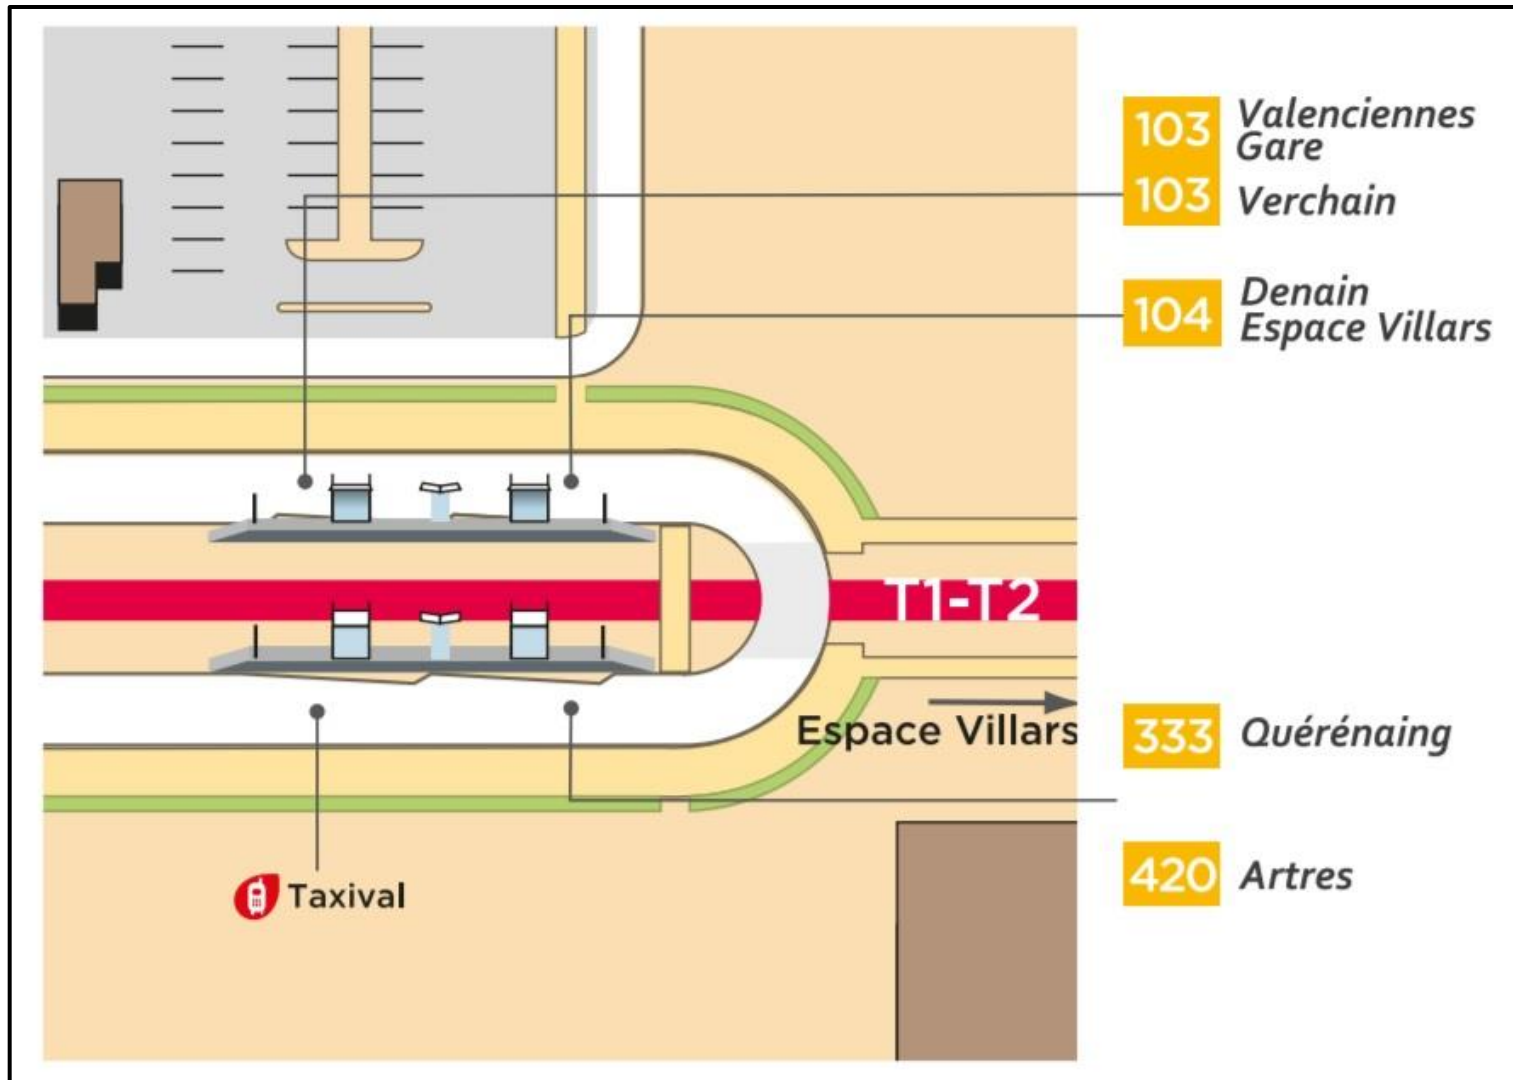 103 Valenciennes
Gare
103 Verchain
104 Denain
Espace Villars
T1-T2
Espace Villars
333 Quérénaing
420 Artres
Taxival